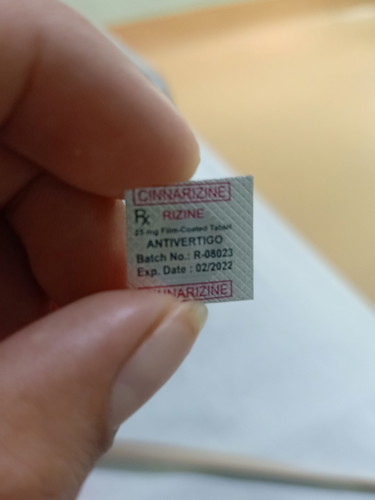 CINNARIZINE
Rx RIZINE
25 mg Film-Coated Tablet
ANTIVERTIGO
Batch No.: R-08023
Exp. Date : 02/2022
CINNARIZINE